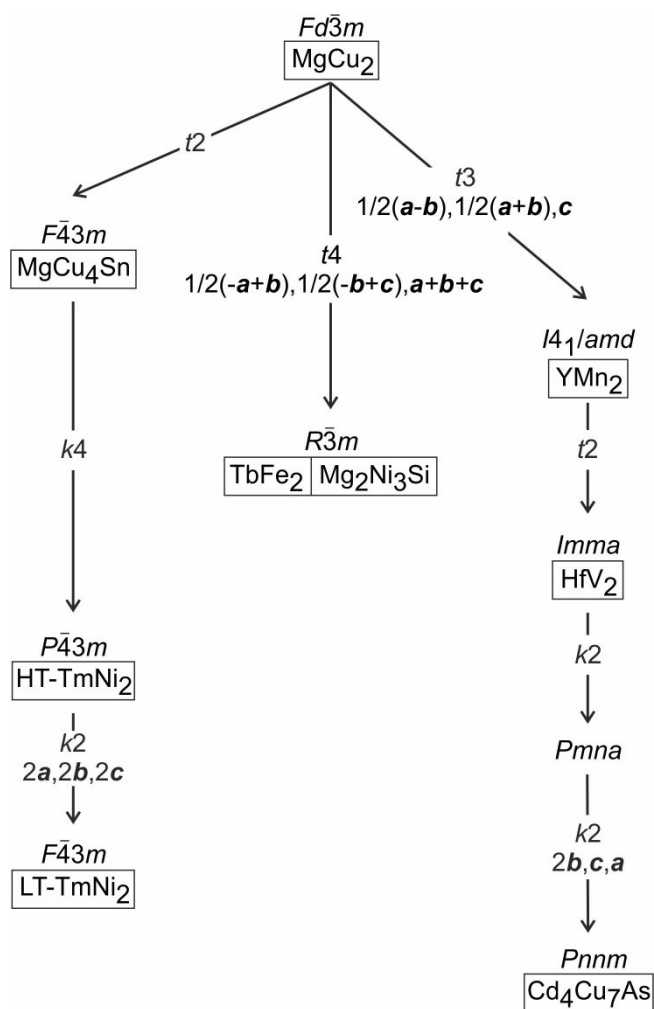 Fd3̄m
MgCu₂
t2
t3
1/2(a-b),1/2(a+b),c
F4̄3m
MgCu₄Sn
t4
1/2(-a+b),1/2(-b+c),a+b+c
I4₁/amd
YMn₂
k4
R3̄m
TbFe₂ Mg₂Ni₃Si
t2
Imma
HfV₂
P4̄3m
HT-TmNi₂
k2
k2
2a,2b,2c
Pmna
F4̄3m
LT-TmNi₂
k2
2b,c,a
Pnnm
Cd₄Cu₇As